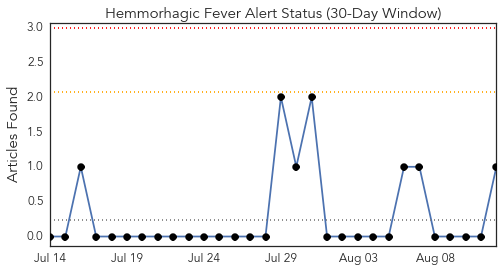 Hemmorhagic Fever Alert Status (30-Day Window)
Articles Found
3.0
2.5
2.0
1.5
1.0
0.5
0.0
Jul 14 Jul 19 Jul 24 Jul 29 Aug 03 Aug 08